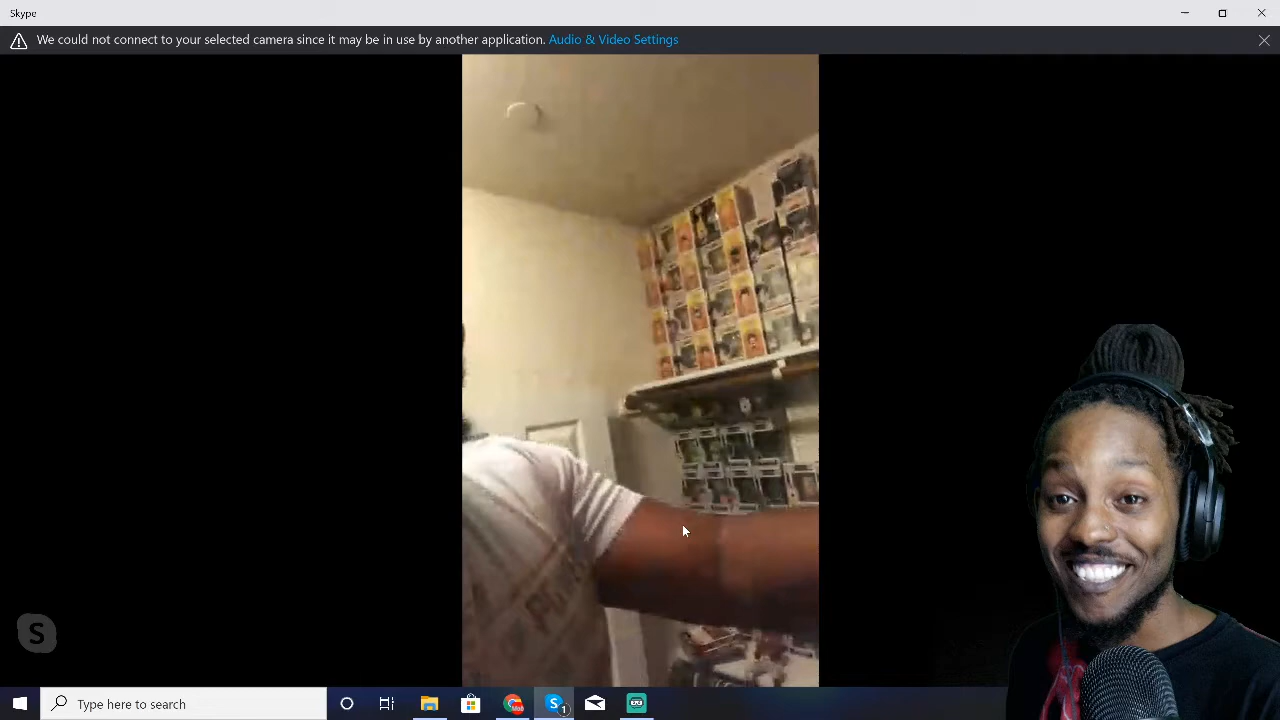 Skype
We could not connect to your selected camera since it may be in use by another application. Audio & Video Settings
S
Type here to search
S 1